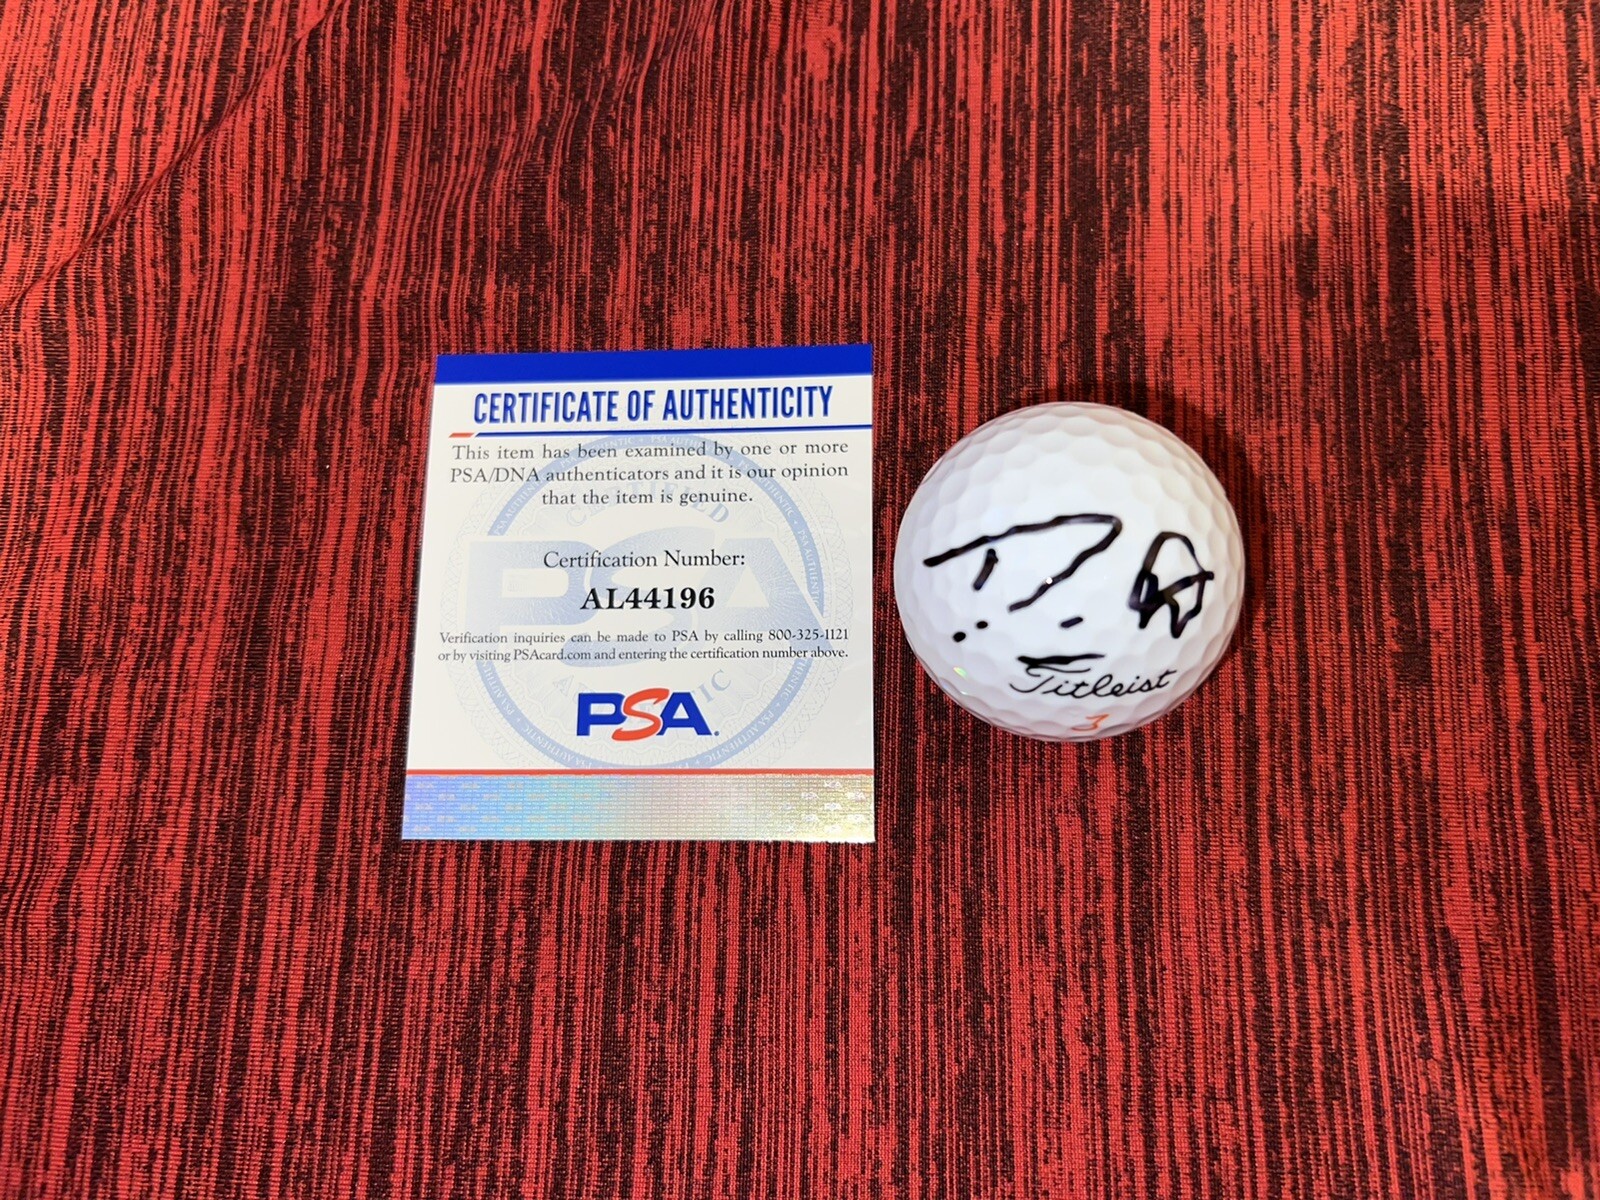 CERTIFICATE OF AUTHENTICITY
This item has been examined by one or more
PSA/DNA authenticators and it is our opinion
that the item is genuine.
Certification Number:
AL44196
Verification inquiries can be made to PSA by calling 800-325-1121
or by visiting PSAcard.com and entering the certification number above.
PSA.
Titleist
3